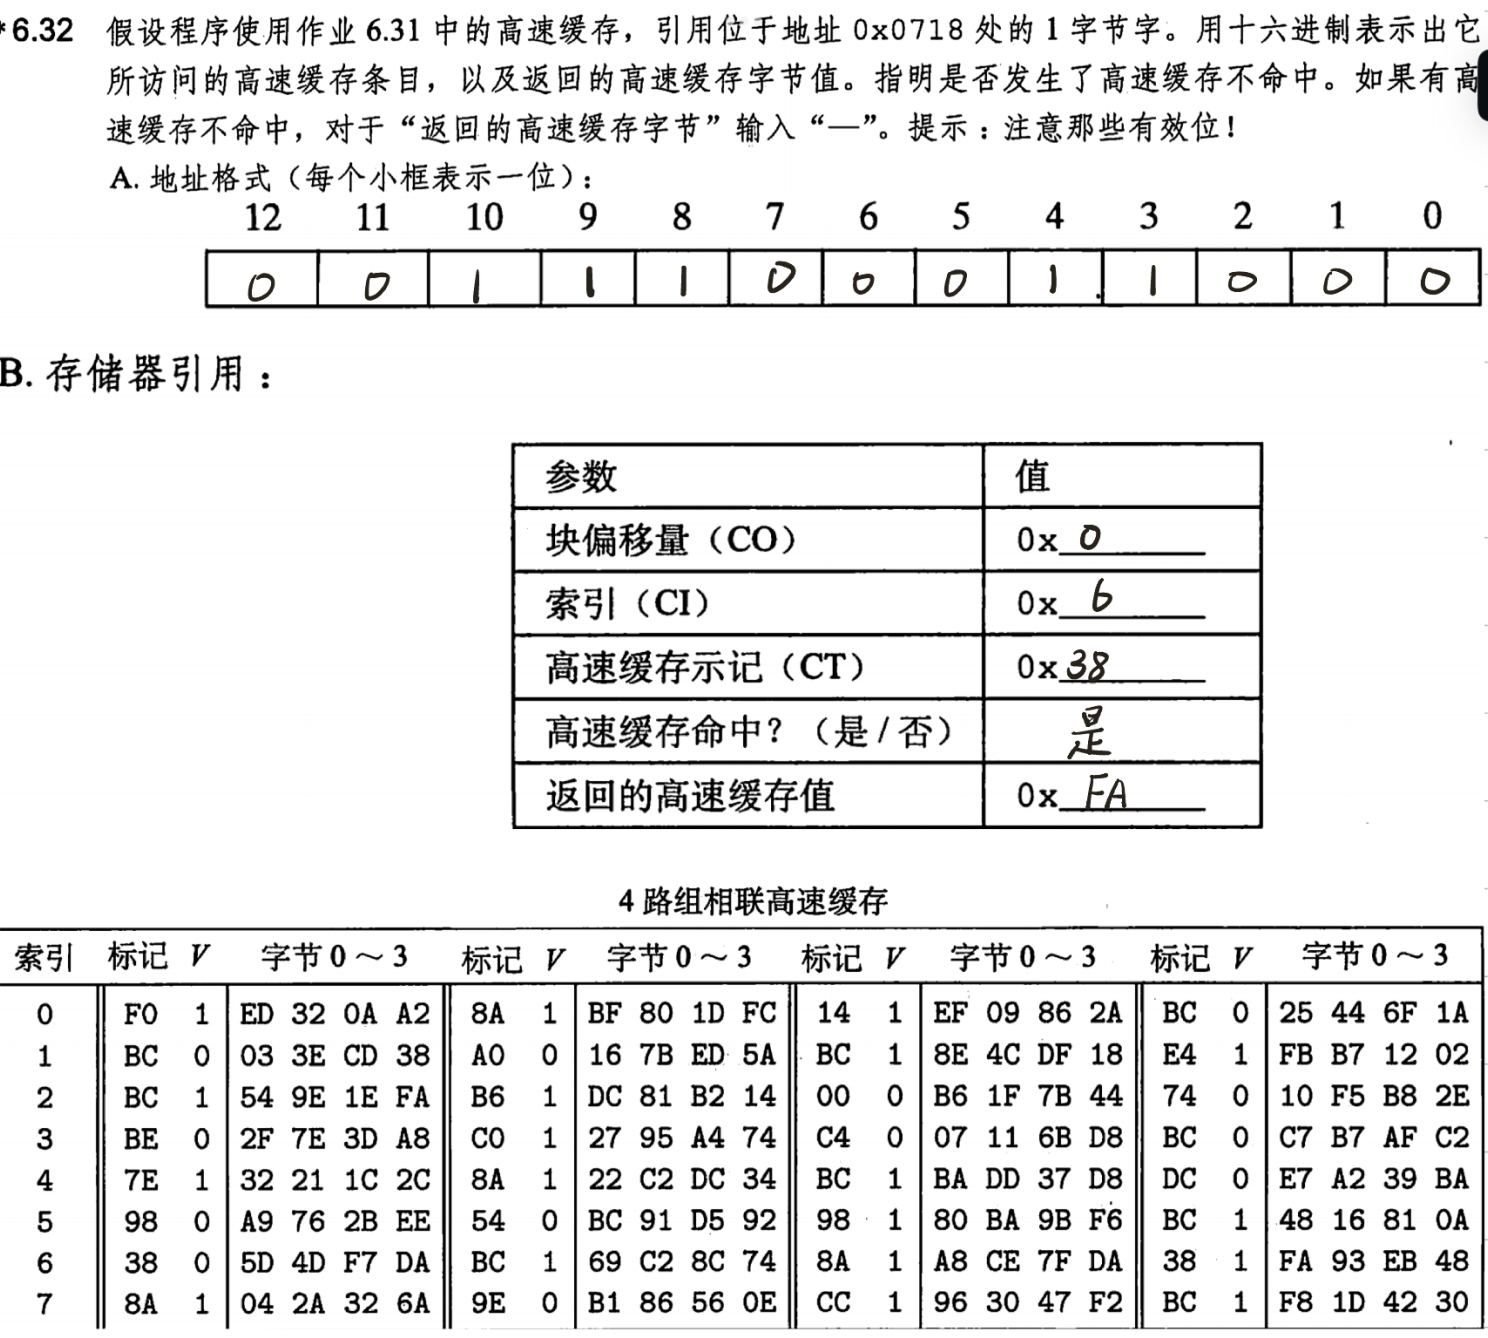 *6.32 假设程序使用作业 6.31 中的高速缓存，引用位于地址 0x0718 处的 1 字节字。用十六进制表示出它
所访问的高速缓存条目，以及返回的高速缓存字节值。指明是否发生了高速缓存不命中。如果有高
速缓存不命中，对于“返回的高速缓存字节”输入“—”。提示：注意那些有效位！
A. 地址格式（每个小框表示一位）：
12 11 10 9 8 7 6 5 4 3 2 1 0
0 0 1 1 1 0 0 0 1 1 0 0 0
B. 存储器引用：
参数 值
块偏移量（CO） 0x 0
索引（CI） 0x 6
高速缓存示记（CT） 0x 38
高速缓存命中？（是/否） 是
返回的高速缓存值 0x FA
4 路组相联高速缓存
索引 标记 V 字节 0～3 标记 V 字节 0～3 标记 V 字节 0～3 标记 V 字节 0～3
0 F0 1 ED 32 0A A2 8A 1 BF 80 1D FC 14 1 EF 09 86 2A BC 0 25 44 6F 1A
1 BC 0 03 3E CD 38 A0 0 16 7B ED 5A BC 1 8E 4C DF 18 E4 1 FB B7 12 02
2 BC 1 54 9E 1E FA B6 1 DC 81 B2 14 00 0 B6 1F 7B 44 74 0 10 F5 B8 2E
3 BE 0 2F 7E 3D A8 C0 1 27 95 A4 74 C4 0 07 11 6B D8 BC 0 C7 B7 AF C2
4 7E 1 32 21 1C 2C 8A 1 22 C2 DC 34 BC 1 BA DD 37 D8 DC 0 E7 A2 39 BA
5 98 0 A9 76 2B EE 54 0 BC 91 D5 92 98 1 80 BA 9B F6 BC 1 48 16 81 0A
6 38 0 5D 4D F7 DA BC 1 69 C2 8C 74 8A 1 A8 CE 7F DA 38 1 FA 93 EB 48
7 8A 1 04 2A 32 6A 9E 0 B1 86 56 0E CC 1 96 30 47 F2 BC 1 F8 1D 42 30